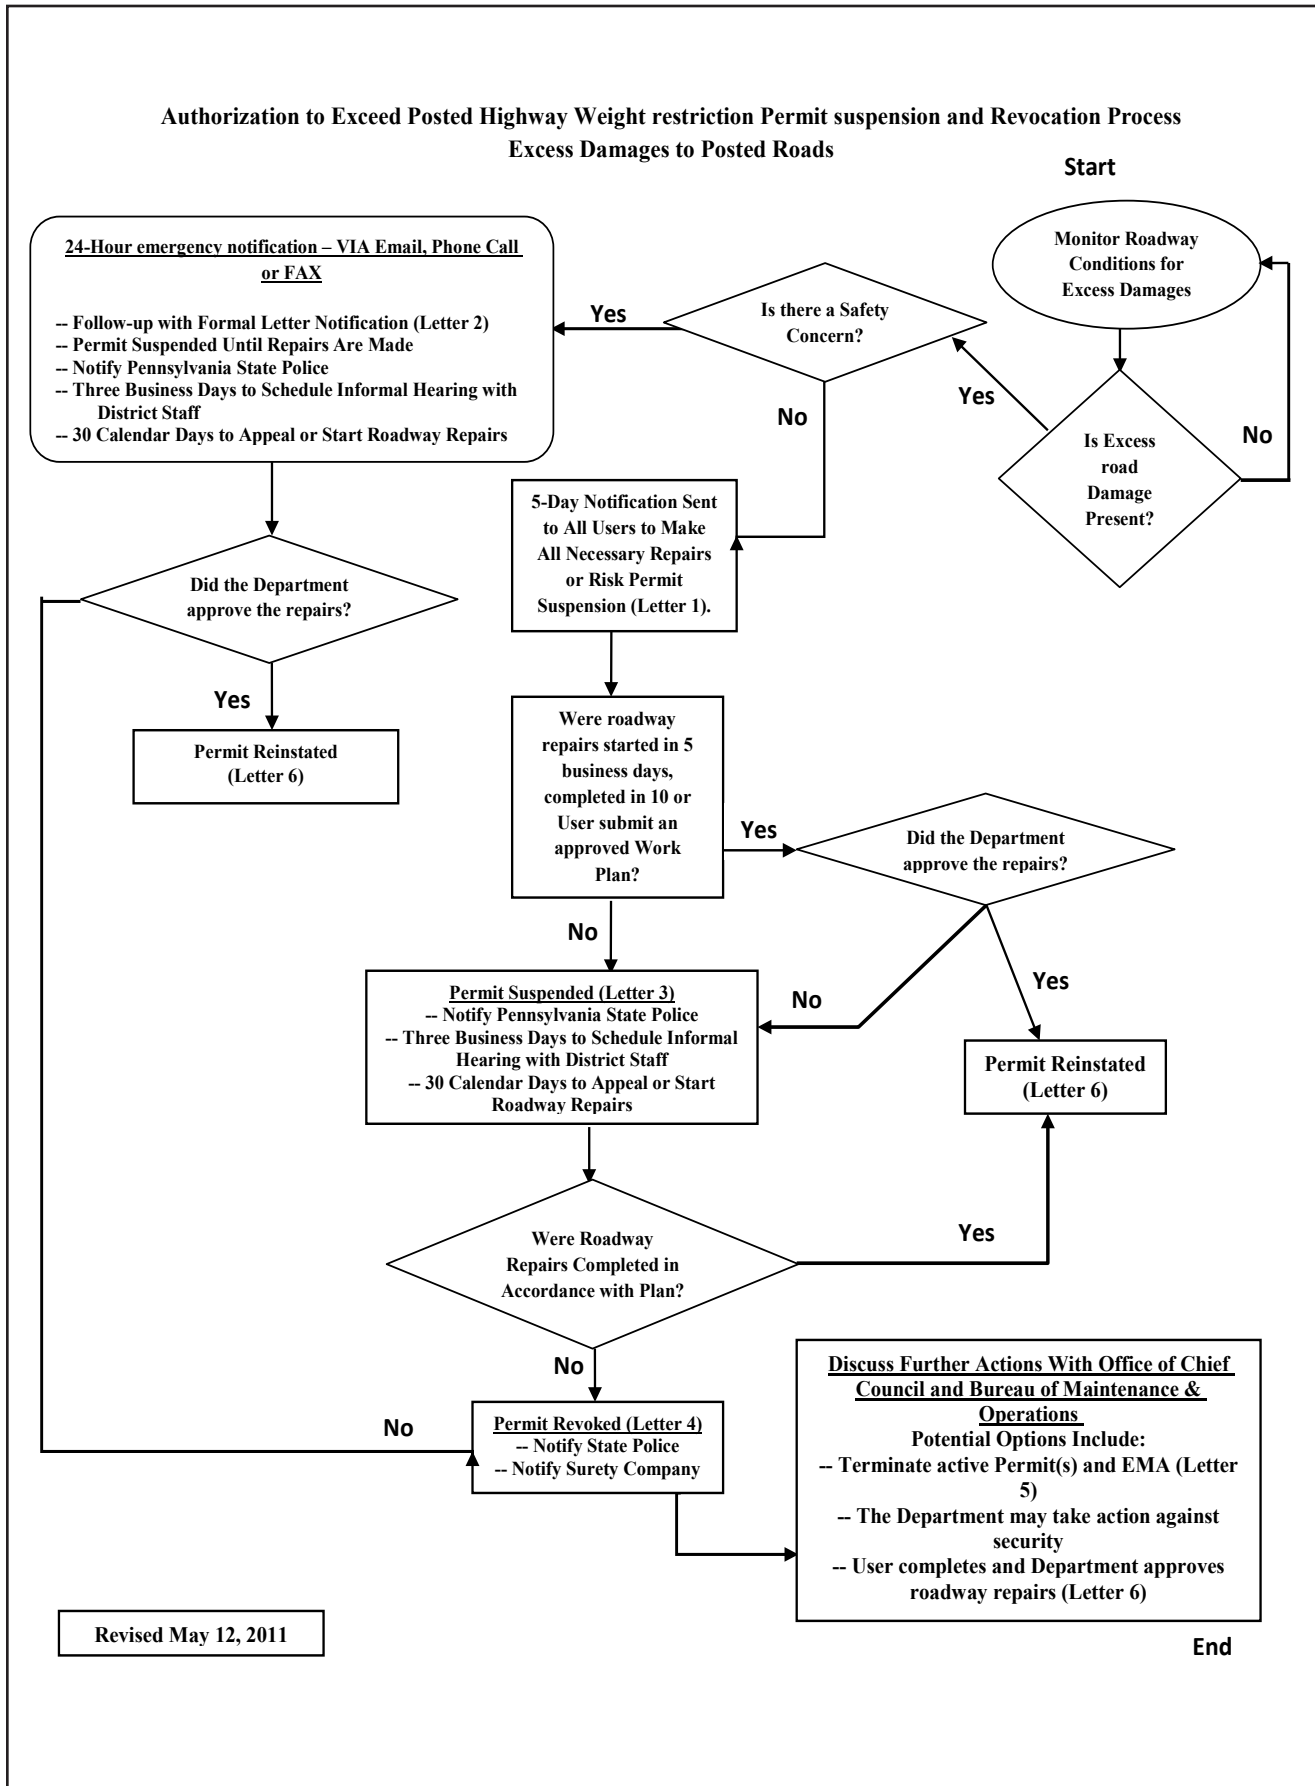 Authorization to Exceed Posted Highway Weight restriction Permit suspension and Revocation Process
Excess Damages to Posted Roads
Start
Monitor Roadway
Conditions for
Excess Damages
Is Excess
road
Damage
Present?
No
Yes
Is there a Safety
Concern?
Yes
No
24-Hour emergency notification – VIA Email, Phone Call
or FAX
-- Follow-up with Formal Letter Notification (Letter 2)
-- Permit Suspended Until Repairs Are Made
-- Notify Pennsylvania State Police
-- Three Business Days to Schedule Informal Hearing with
District Staff
-- 30 Calendar Days to Appeal or Start Roadway Repairs
Did the Department
approve the repairs?
Yes
Permit Reinstated
(Letter 6)
5-Day Notification Sent
to All Users to Make
All Necessary Repairs
or Risk Permit
Suspension (Letter 1).
Were roadway
repairs started in 5
business days,
completed in 10 or
User submit an
approved Work
Plan?
Yes
Did the Department
approve the repairs?
No
No
Yes
Permit Suspended (Letter 3)
-- Notify Pennsylvania State Police
-- Three Business Days to Schedule Informal
Hearing with District Staff
-- 30 Calendar Days to Appeal or Start
Roadway Repairs
Permit Reinstated
(Letter 6)
Were Roadway
Repairs Completed in
Accordance with Plan?
Yes
No
No
Permit Revoked (Letter 4)
-- Notify State Police
-- Notify Surety Company
Discuss Further Actions With Office of Chief
Council and Bureau of Maintenance &
Operations
Potential Options Include:
-- Terminate active Permit(s) and EMA (Letter
5)
-- The Department may take action against
security
-- User completes and Department approves
roadway repairs (Letter 6)
End
Revised May 12, 2011